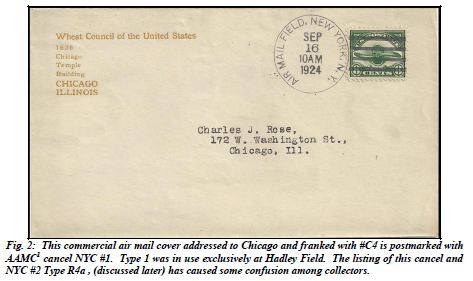 Wheat Council of the United States
1628
Chicago
Temple
Building
CHICAGO
ILLINOIS
AIR MAIL FIELD, NEW YORK, N.Y.
SEP
16
10AM
1924
CENTS
Charles J. Rose,
172 W. Washington St.,
Chicago, Ill.
Fig. 2: This commercial air mail cover addressed to Chicago and franked with #C4 is postmarked with
AAMC¹ cancel NYC #1. Type 1 was in use exclusively at Hadley Field. The listing of this cancel and
NYC #2 Type R4a , (discussed later) has caused some confusion among collectors.